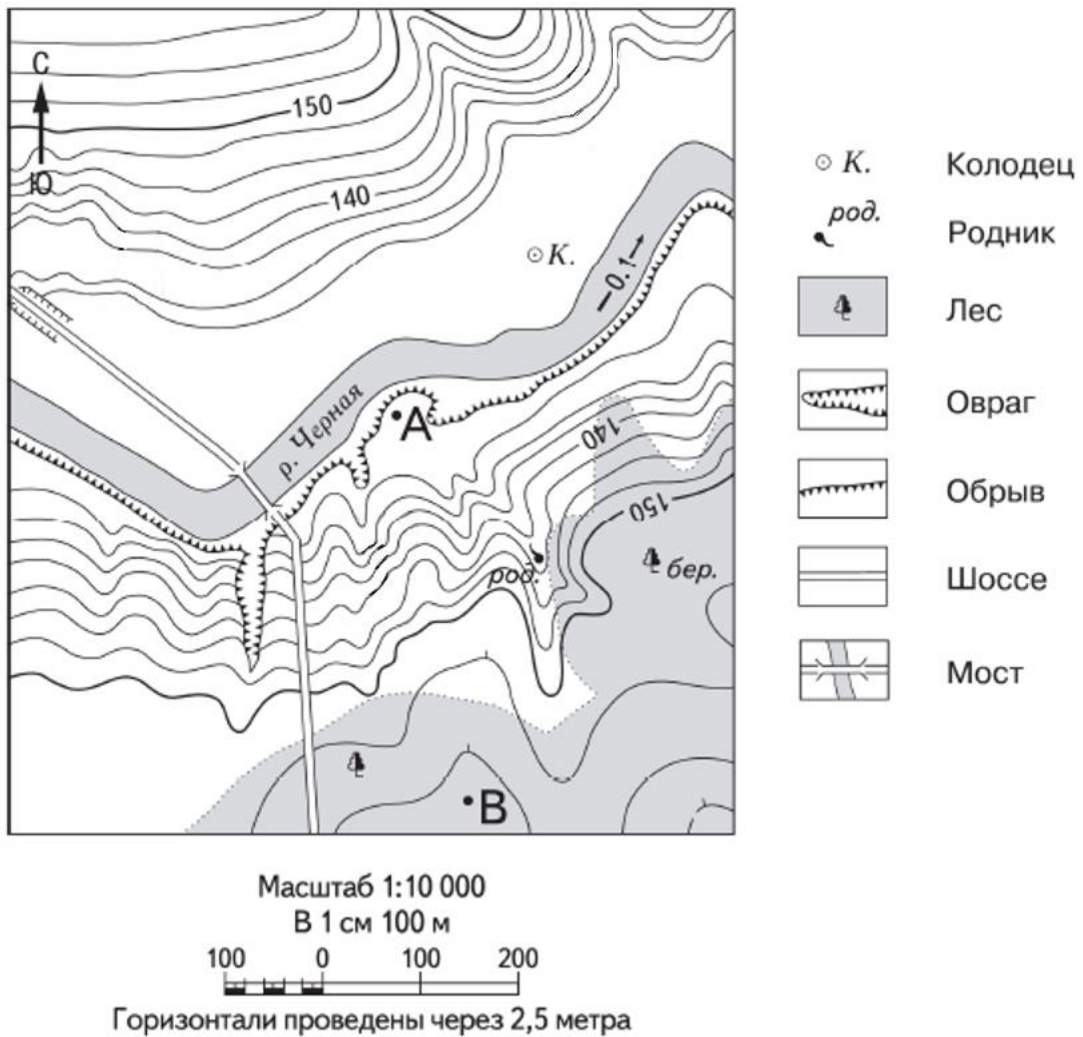 С
Ю
150
140
К.
0.1
р. Черная
А
140
150
род.
бер.
В
К. Колодец
род. Родник
Лес
Овраг
Обрыв
Шоссе
Мост
Масштаб 1:10 000
В 1 см 100 м
100 0 100 200
Горизонтали проведены через 2,5 метра